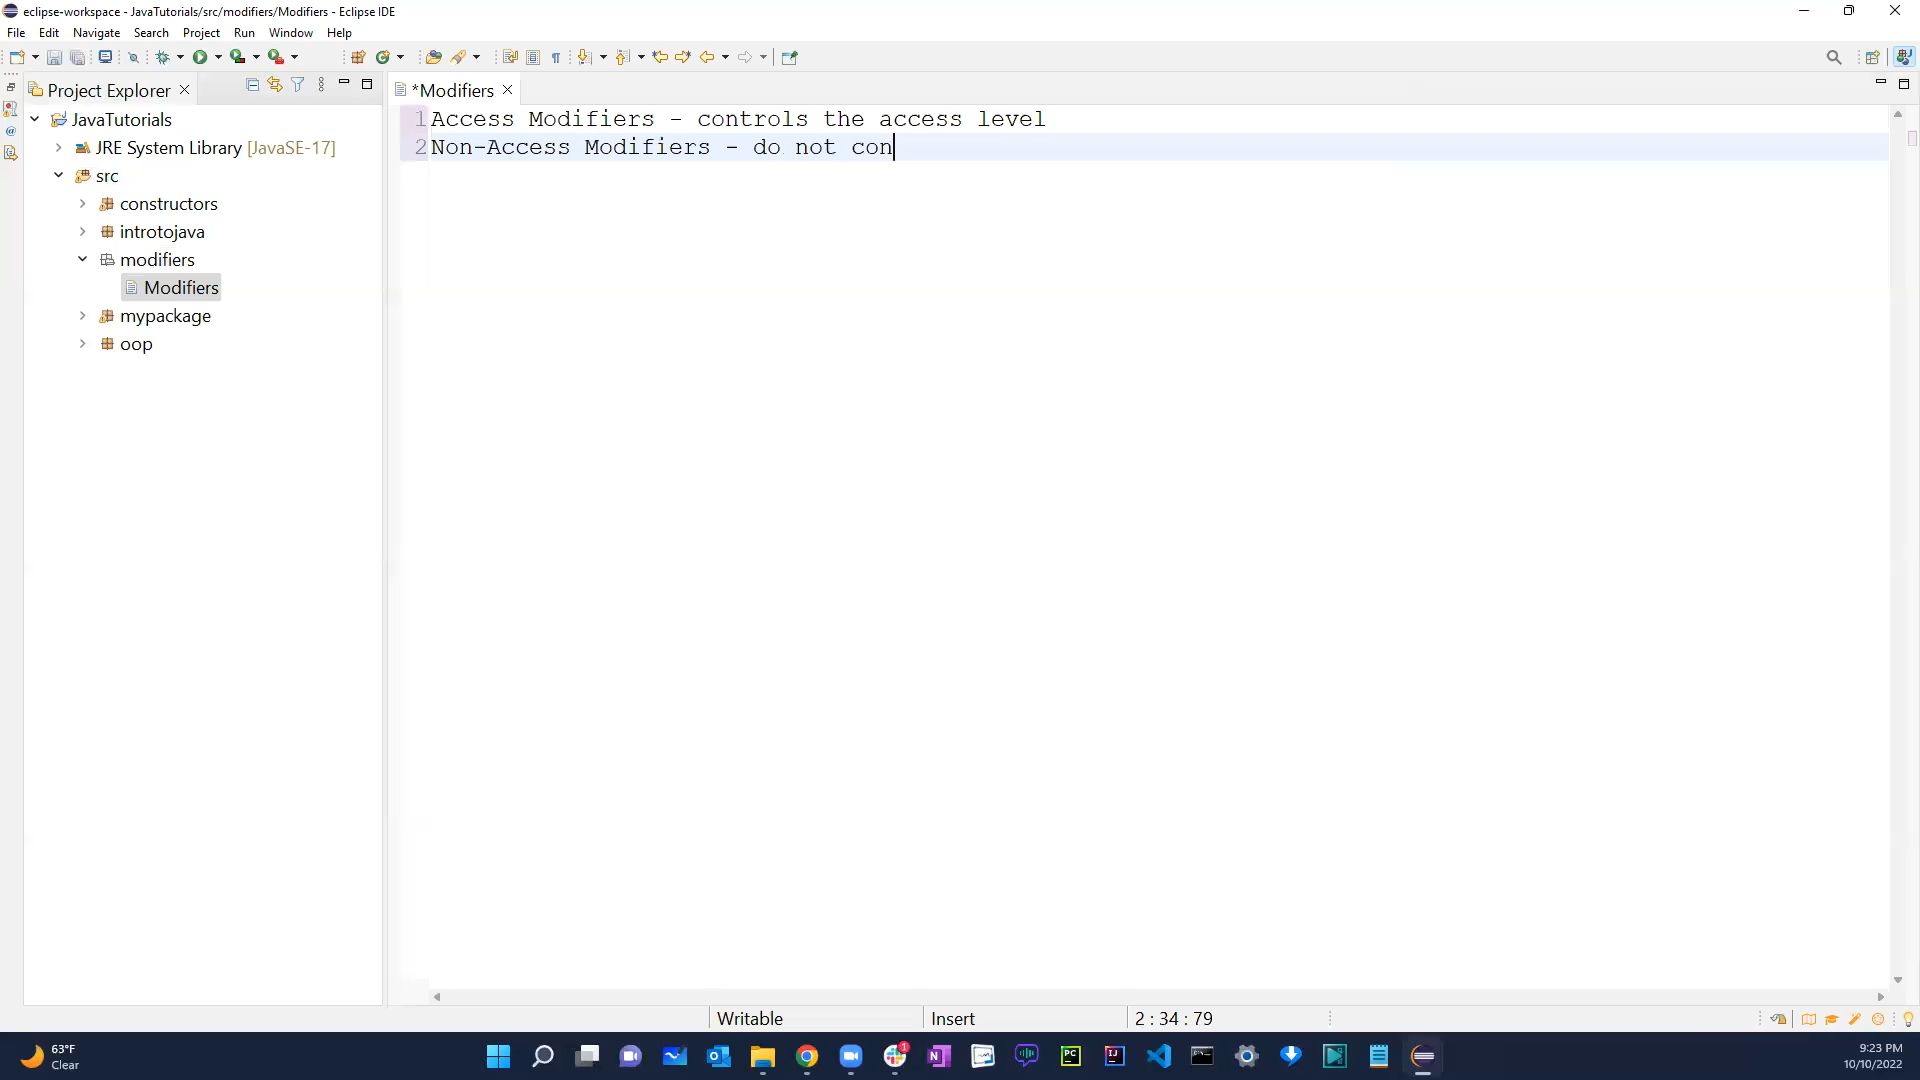 eclipse-workspace - JavaTutorials/src/modifiers/Modifiers - Eclipse IDE
File Edit Navigate Search Project Run Window Help
Project Explorer
*Modifiers
JavaTutorials
JRE System Library [JavaSE-17]
src
constructors
introtojava
modifiers
Modifiers
mypackage
oop
1 Access Modifiers - controls the access level
2 Non-Access Modifiers - do not con
Writable Insert 2 : 34 : 79
63°F
Clear
9:23 PM
10/10/2022